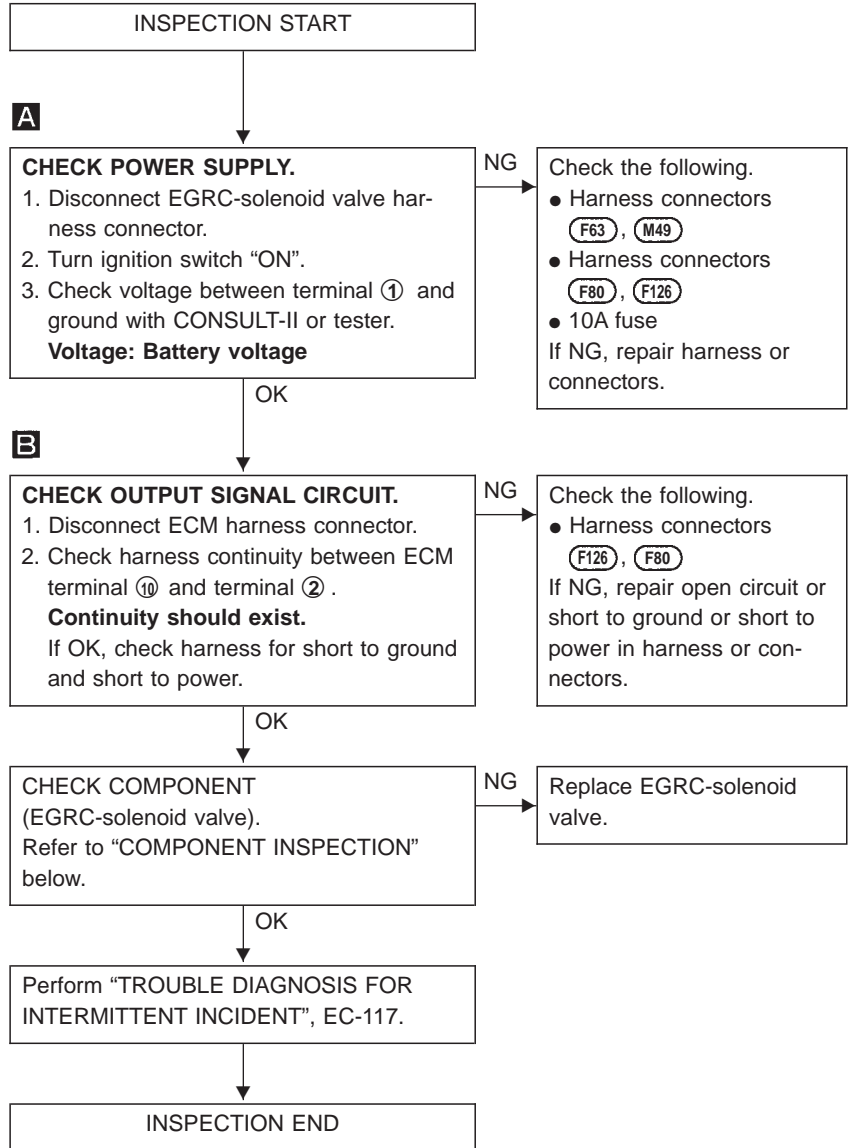 INSPECTION START
A
CHECK POWER SUPPLY.
1. Disconnect EGRC-solenoid valve har-
ness connector.
2. Turn ignition switch “ON”.
3. Check voltage between terminal ① and
ground with CONSULT-II or tester.
Voltage: Battery voltage
NG
Check the following.
● Harness connectors
F63 , M49
● Harness connectors
F80 , F126
● 10A fuse
If NG, repair harness or
connectors.
OK
B
CHECK OUTPUT SIGNAL CIRCUIT.
1. Disconnect ECM harness connector.
2. Check harness continuity between ECM
terminal ⑩ and terminal ② .
Continuity should exist.
If OK, check harness for short to ground
and short to power.
NG
Check the following.
● Harness connectors
F126 , F80
If NG, repair open circuit or
short to ground or short to
power in harness or con-
nectors.
OK
CHECK COMPONENT
(EGRC-solenoid valve).
Refer to “COMPONENT INSPECTION”
below.
NG
Replace EGRC-solenoid
valve.
OK
Perform “TROUBLE DIAGNOSIS FOR
INTERMITTENT INCIDENT”, EC-117.
INSPECTION END